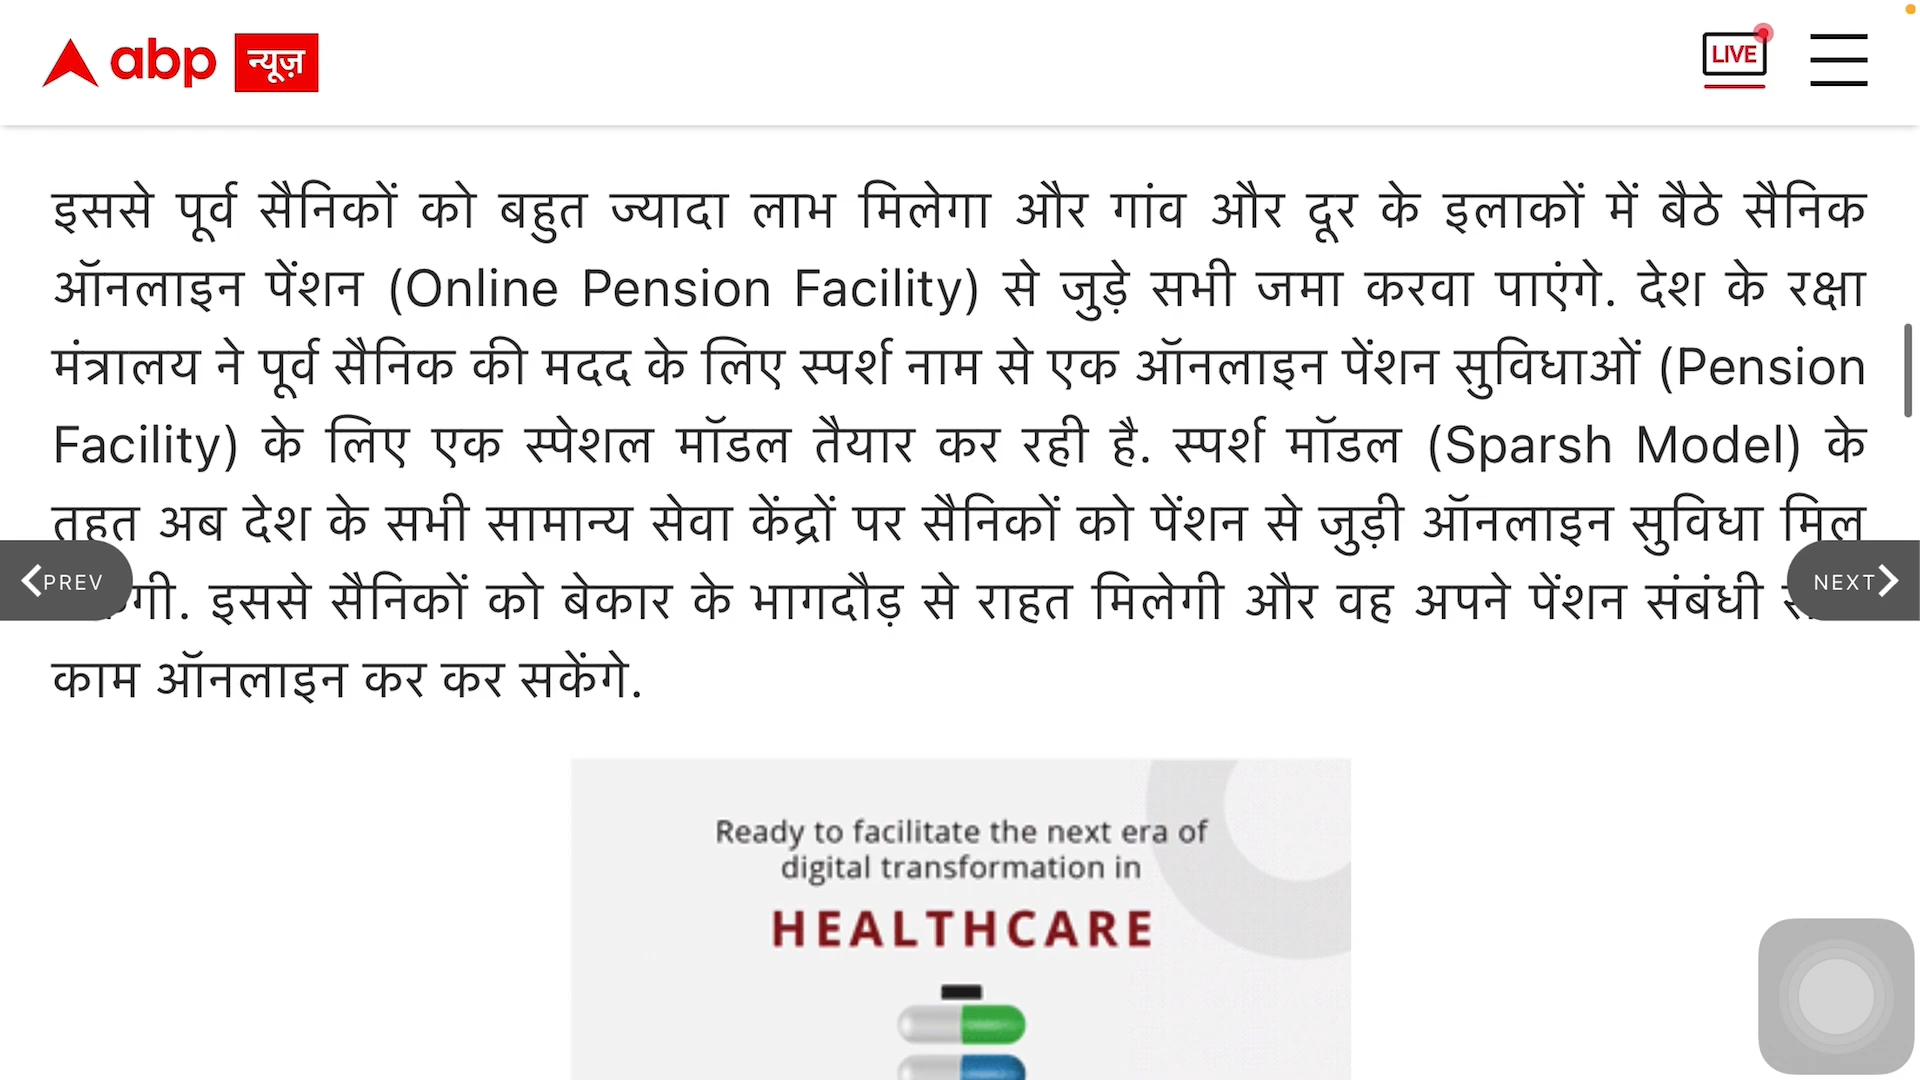 abp न्यूज़
LIVE
इससे पूर्व सैनिकों को बहुत ज्यादा लाभ मिलेगा और गांव और दूर के इलाकों में बैठे सैनिक
ऑनलाइन पेंशन (Online Pension Facility) से जुड़े सभी जमा करवा पाएंगे. देश के रक्षा
मंत्रालय ने पूर्व सैनिक की मदद के लिए स्पर्श नाम से एक ऑनलाइन पेंशन सुविधाओं (Pension
Facility) के लिए एक स्पेशल मॉडल तैयार कर रही है. स्पर्श मॉडल (Sparsh Model) के
तहत अब देश के सभी सामान्य सेवा केंद्रों पर सैनिकों को पेंशन से जुड़ी ऑनलाइन सुविधा मिल
PREV
इससे सैनिकों को बेकार के भागदौड़ से राहत मिलेगी और वह अपने पेंशन संबंधी
NEXT
काम ऑनलाइन कर कर सकेंगे.
Ready to facilitate the next era of
digital transformation in
HEALTHCARE